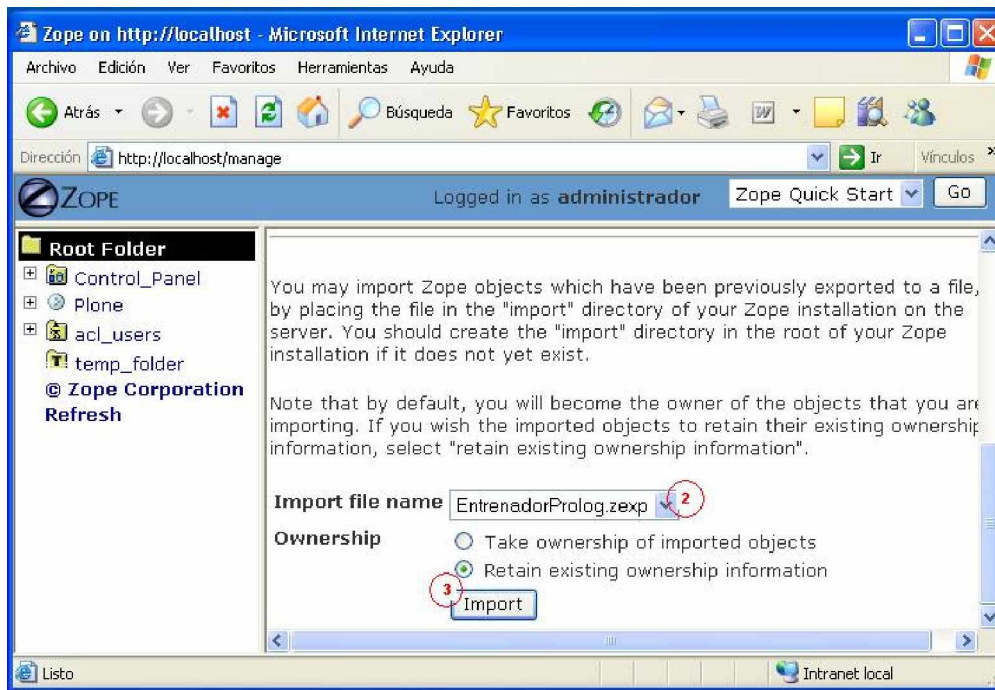 Zope on http://localhost - Microsoft Internet Explorer
Archivo Edición Ver Favoritos Herramientas Ayuda
Atrás Búsqueda Favoritos
Dirección http://localhost/manage Ir Vínculos »
ZOPE Logged in as administrador Zope Quick Start Go
Root Folder
Control_Panel
Plone
acl_users
temp_folder
© Zope Corporation
Refresh
You may import Zope objects which have been previously exported to a file,
by placing the file in the "import" directory of your Zope installation on the
server. You should create the "import" directory in the root of your Zope
installation if it does not yet exist.
Note that by default, you will become the owner of the objects that you are
importing. If you wish the imported objects to retain their existing ownership
information, select "retain existing ownership information".
Import file name EntrenadorProlog.zexp 2
Ownership Take ownership of imported objects
Retain existing ownership information
3
Import
Listo Intranet local